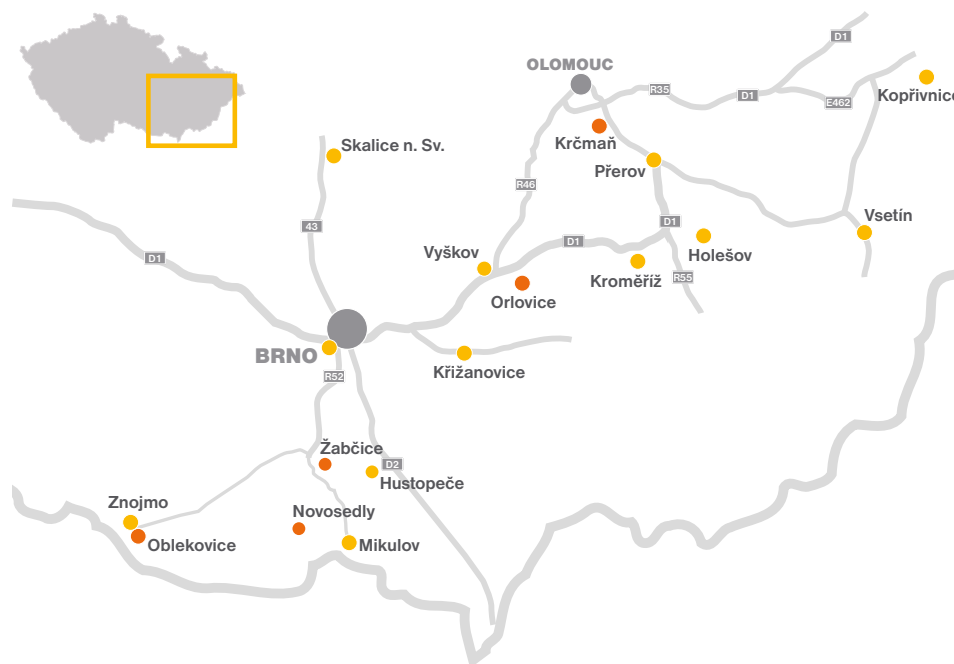 D1
OLOMOUC
R35
D1
E462
Kopřivnice
Krčmaň
Skalice n. Sv.
Přerov
R46
43
D1
Vsetín
D1
Vyškov
D1
Holešov
Kroměříž
R55
Orlovice
BRNO
Křižanovice
R52
Žabčice
D2
Hustopeče
Znojmo
Novosedly
Oblekovice
Mikulov